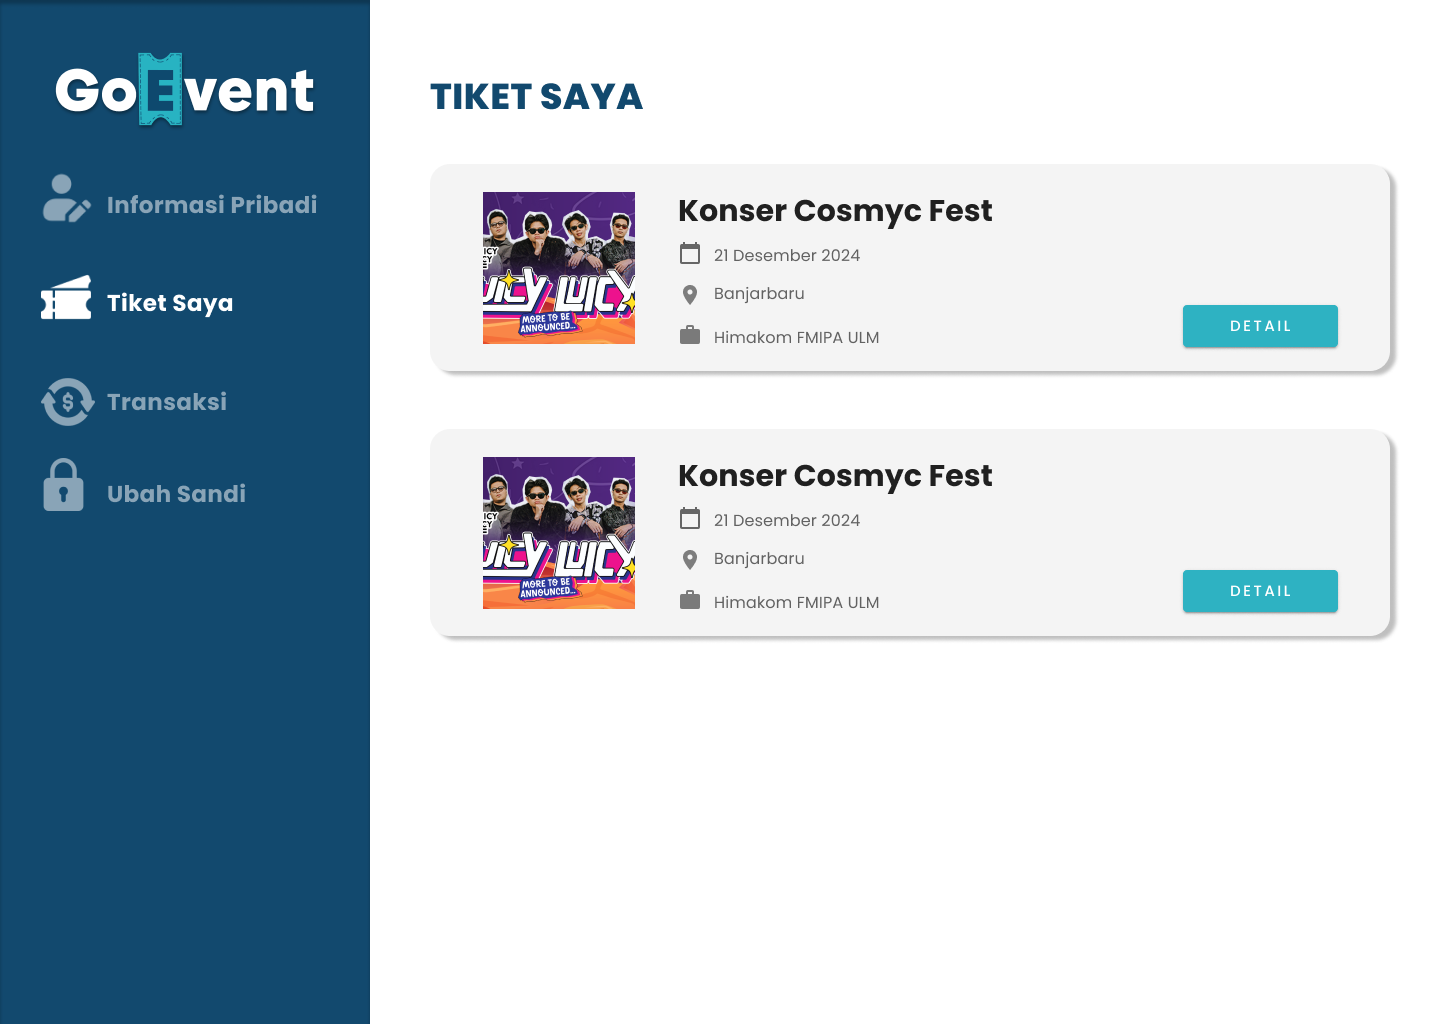 GoEvent
Informasi Pribadi
Tiket Saya
Transaksi
Ubah Sandi
TIKET SAYA
Konser Cosmyc Fest
21 Desember 2024
Banjarbaru
Himakom FMIPA ULM
DETAIL
UICY LUICY
MORE TO BE
ANNOUNCED...
Konser Cosmyc Fest
21 Desember 2024
Banjarbaru
Himakom FMIPA ULM
DETAIL
UICY LUICY
MORE TO BE
ANNOUNCED...